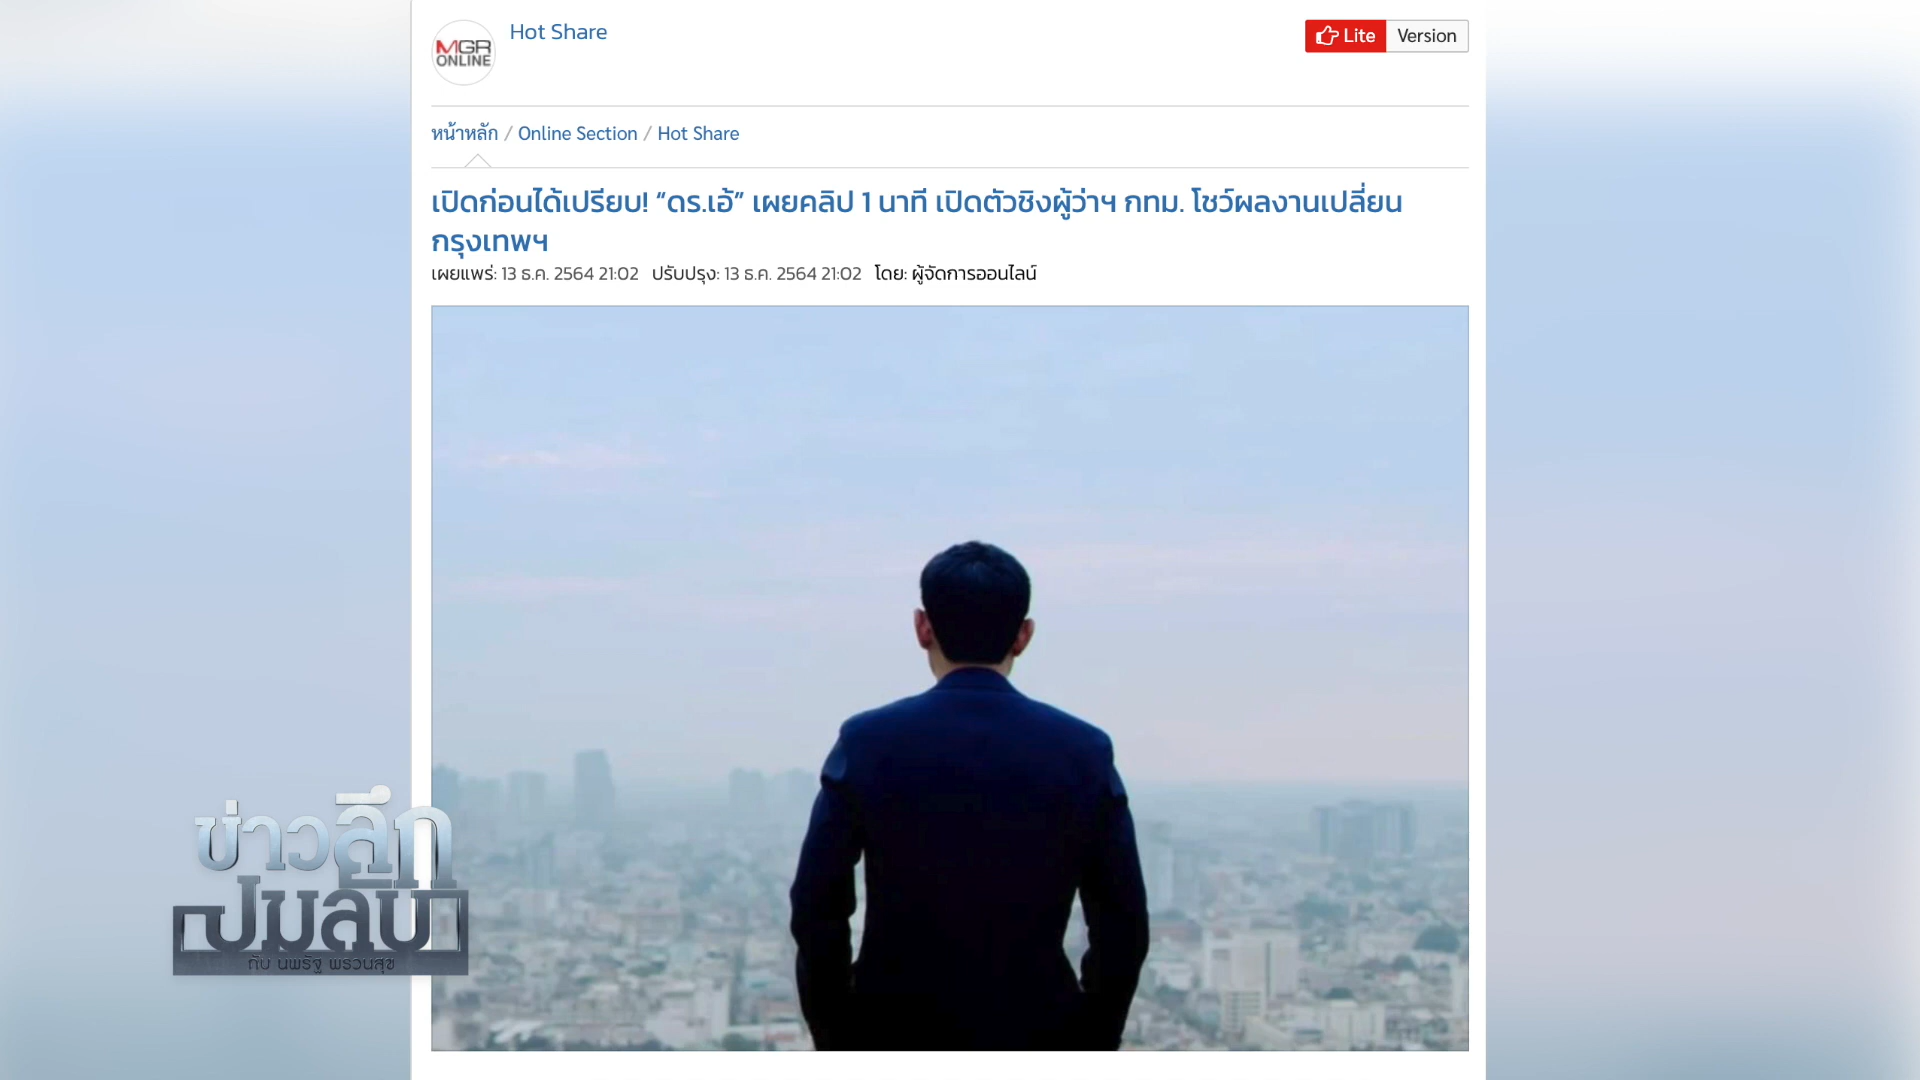 MGR
ONLINE
Hot Share
Lite Version
หน้าหลัก / Online Section / Hot Share
เปิดก่อนได้เปรียบ! “ดร.เอ้” เผยคลิป 1 นาที เปิดตัวชิงผู้ว่าฯ กทม. โชว์ผลงานเปลี่ยน
กรุงเทพฯ
เผยแพร่: 13 ธ.ค. 2564 21:02 ปรับปรุง: 13 ธ.ค. 2564 21:02 โดย: ผู้จัดการออนไลน์
ข่าวลึก
ปมลับ
กับ นพรัฐ พรวนสุข